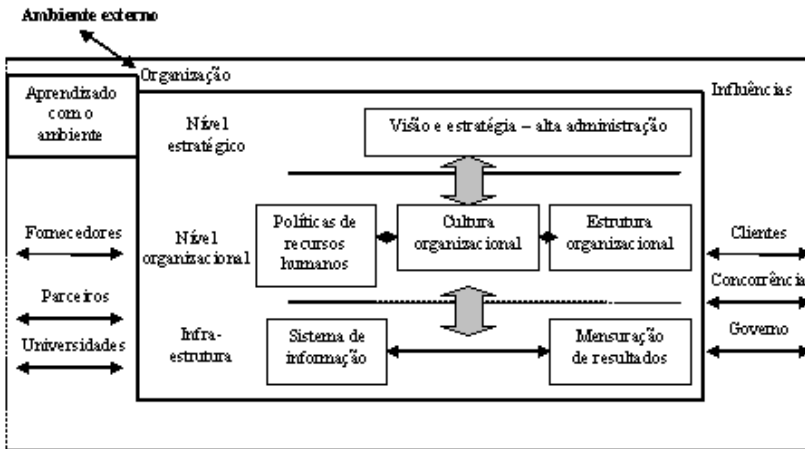 Ambiente externo
Organização
Aprendizado
com o
ambiente
Influências
Nível
estratégico
Visão e estratégia – alta administração
Fornecedores
Nível
organizacional
Políticas de
recursos
humanos
Cultura
organizacional
Estrutura
organizacional
Clientes
Concorrência
Parceiros
Universidades
Infra-
estrutura
Sistema de
informação
Mensuração
de resultados
Governo